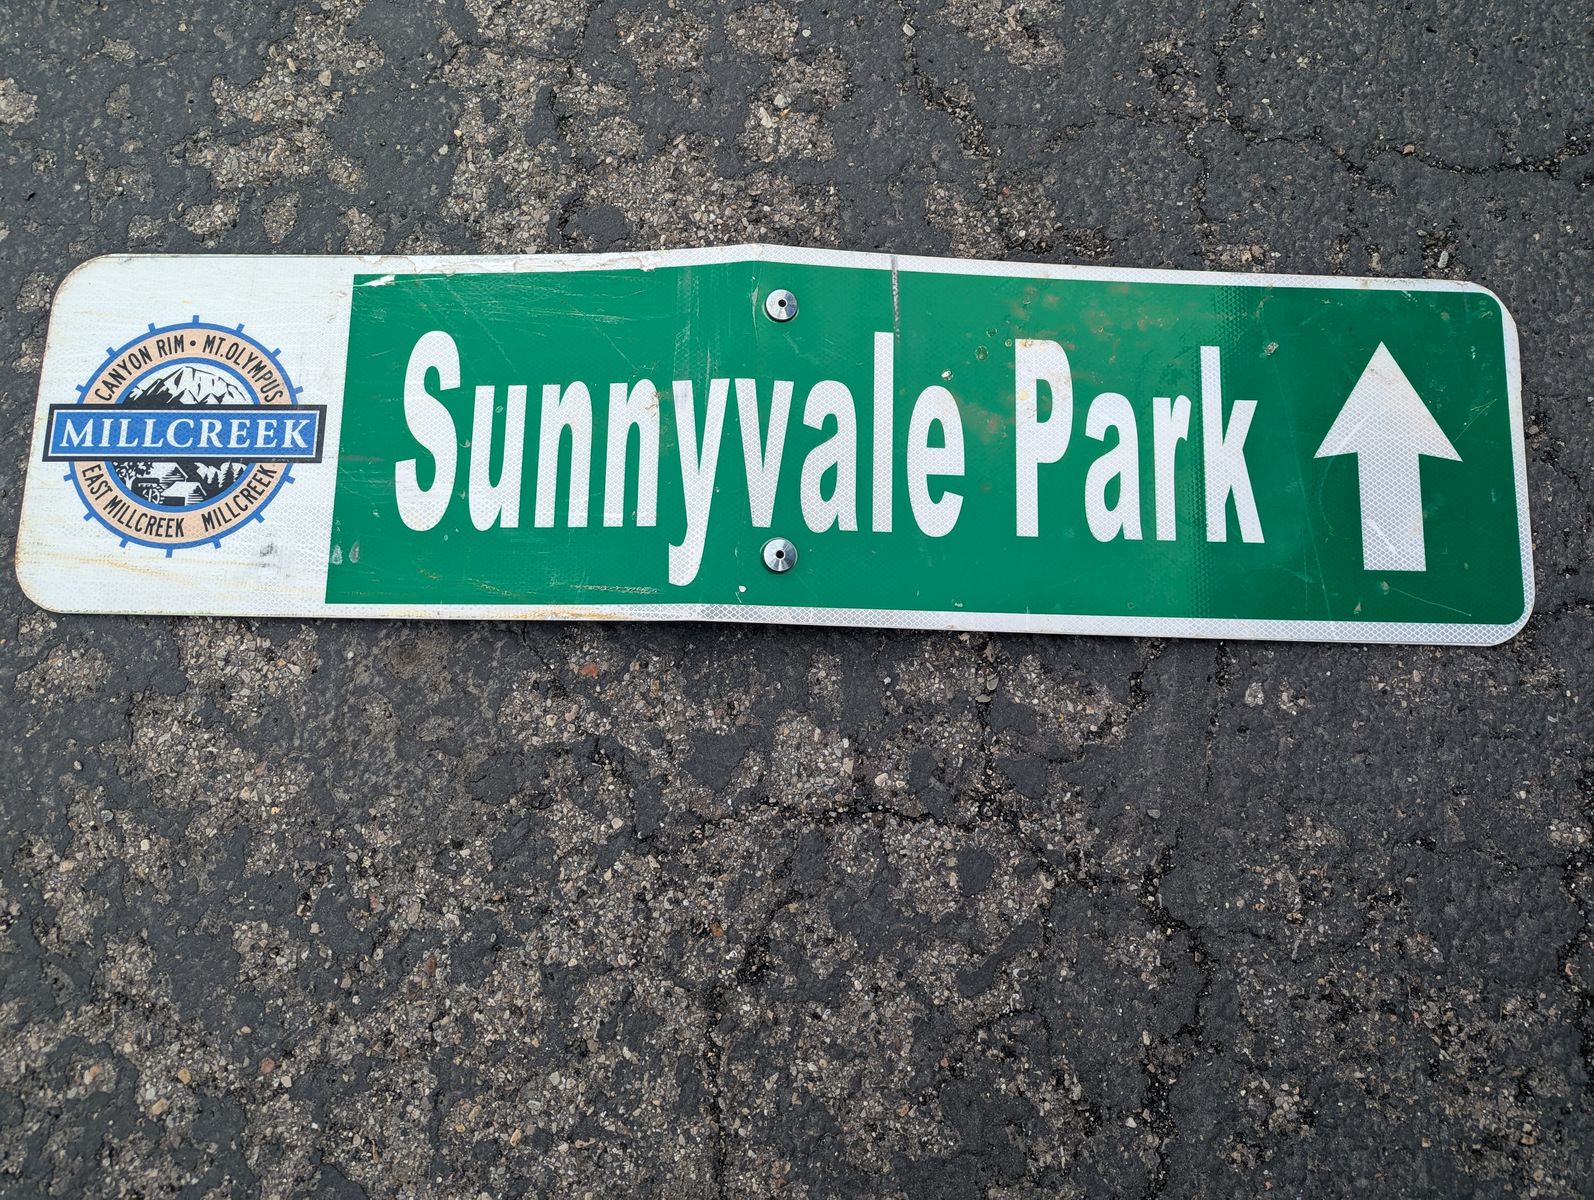 CANYON RIM • MT. OLYMPUS
MILLCREEK
EAST MILLCREEK MILLCREEK
Sunnyvale Park